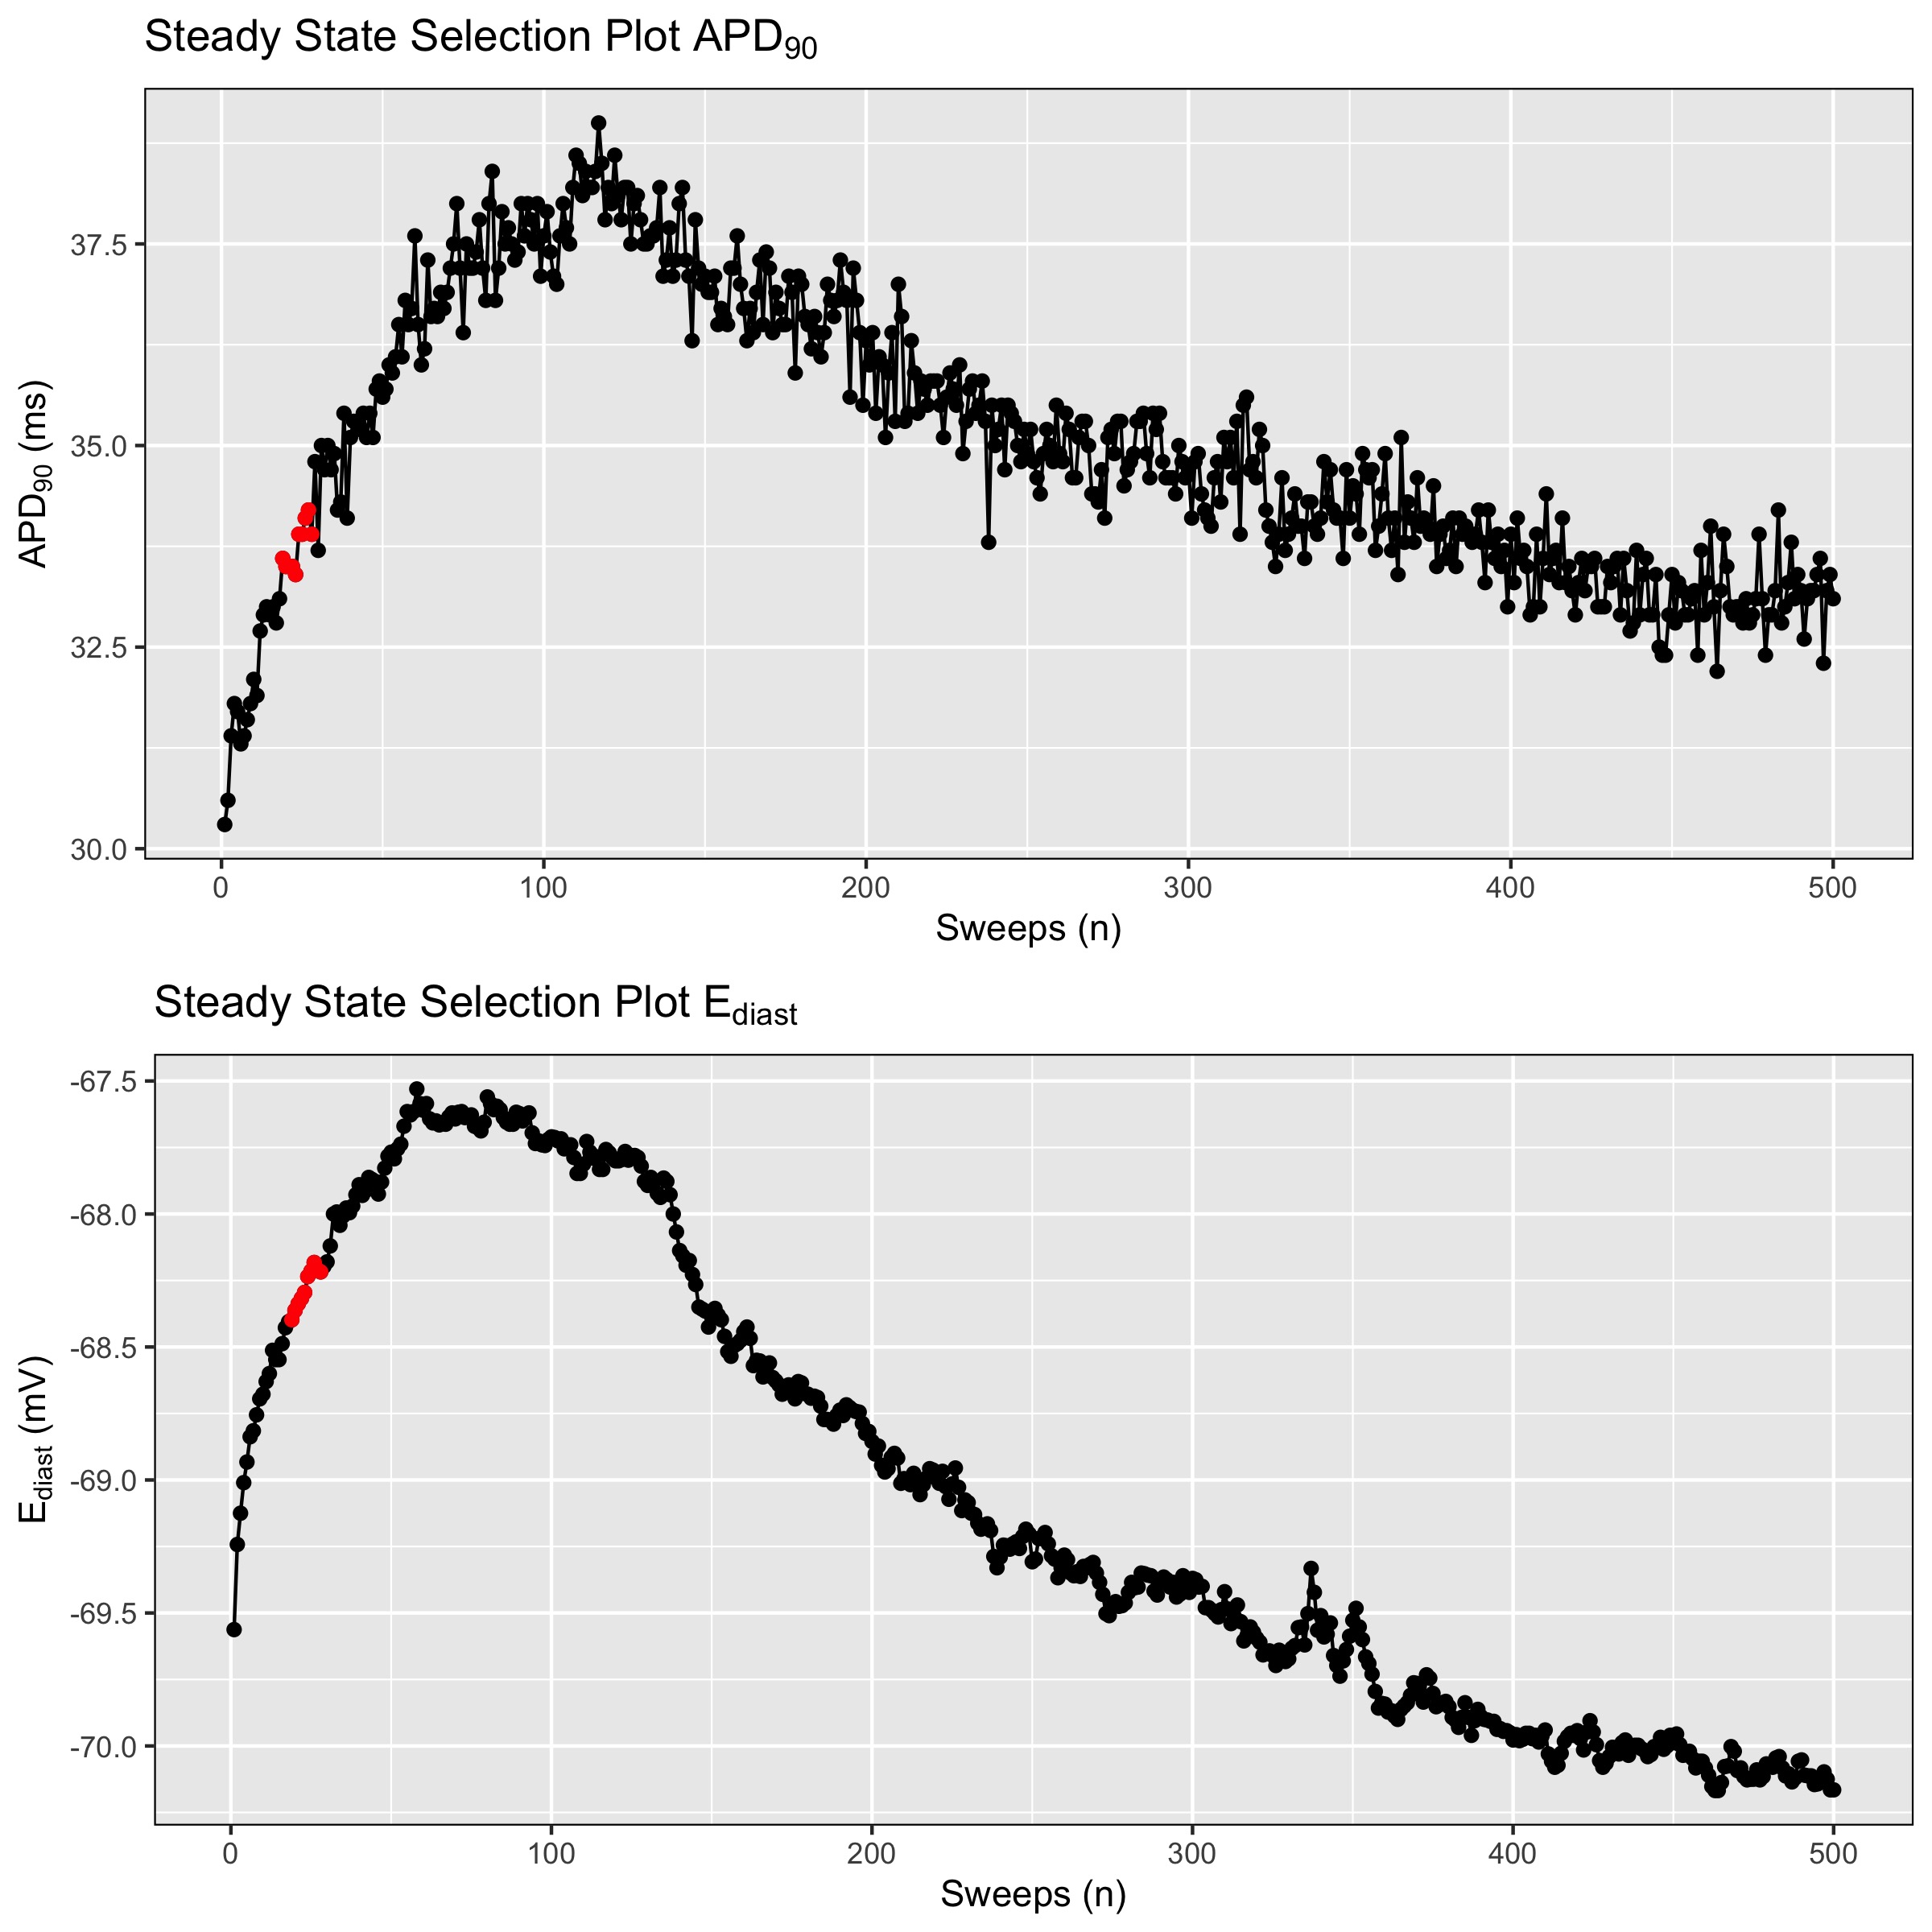 Steady State Selection Plot APD90
APD90 (ms)
37.5
35.0
32.5
30.0
0 100 200 300 400 500
Sweeps (n)
Steady State Selection Plot Ediast
Ediast (mV)
-67.5
-68.0
-68.5
-69.0
-69.5
-70.0
0 100 200 300 400 500
Sweeps (n)